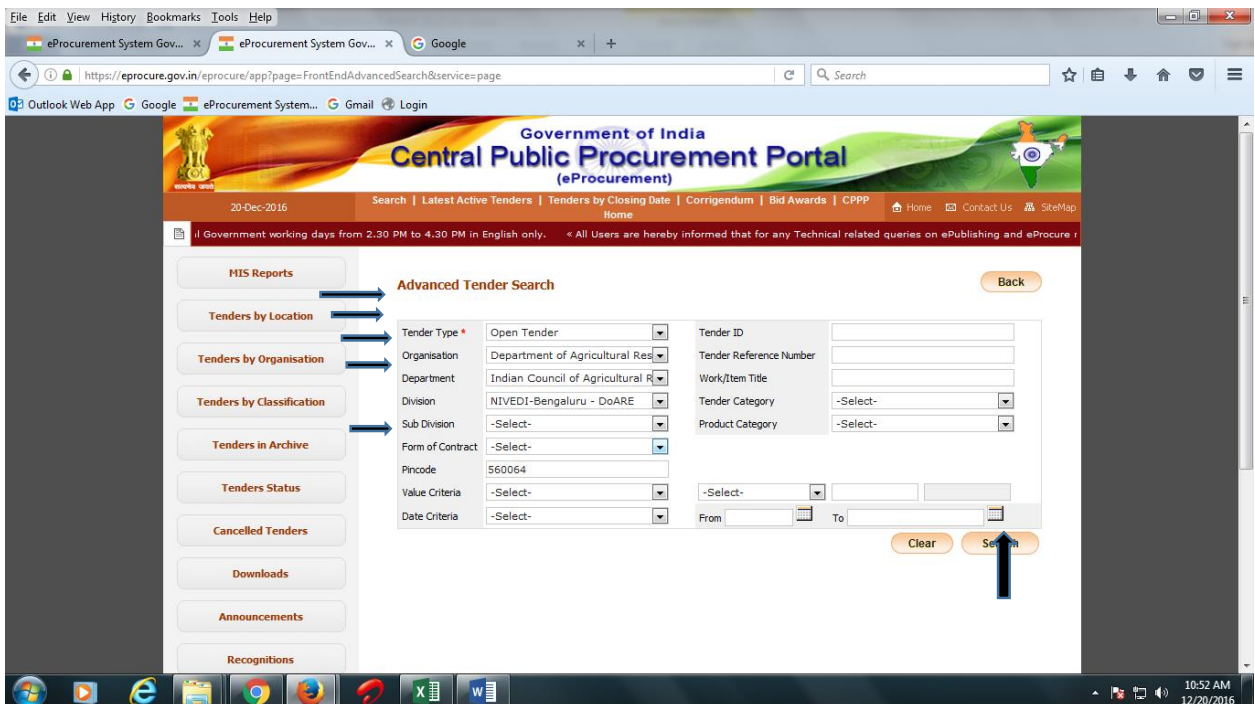 File Edit View History Bookmarks Tools Help
eProcurement System Gov... × eProcurement System Gov... × Google × +
https://eprocure.gov.in/eprocure/app?page=FrontEndAdvancedSearch&service=page Search
Outlook Web App Google eProcurement System... Gmail Login
Government of India
Central Public Procurement Portal
(eProcurement)
सत्यमेव जयते
20-Dec-2016
Search | Latest Active Tenders | Tenders by Closing Date | Corrigendum | Bid Awards | CPPP
Home
Home Contact Us SiteMap
l Government working days from 2.30 PM to 4.30 PM in English only. « All Users are hereby informed that for any Technical related queries on ePublishing and eProcure
MIS Reports
Tenders by Location
Tenders by Organisation
Tenders by Classification
Tenders in Archive
Tenders Status
Cancelled Tenders
Downloads
Announcements
Recognitions
Advanced Tender Search Back
Tender Type * Open Tender Tender ID
Organisation Department of Agricultural Res Tender Reference Number
Department Indian Council of Agricultural R Work/Item Title
Division NIVEDI-Bengaluru - DoARE Tender Category -Select-
Sub Division -Select- Product Category -Select-
Form of Contract -Select-
Pincode 560064
Value Criteria -Select- -Select-
Date Criteria -Select- From To
Clear Search
10:52 AM
12/20/2016